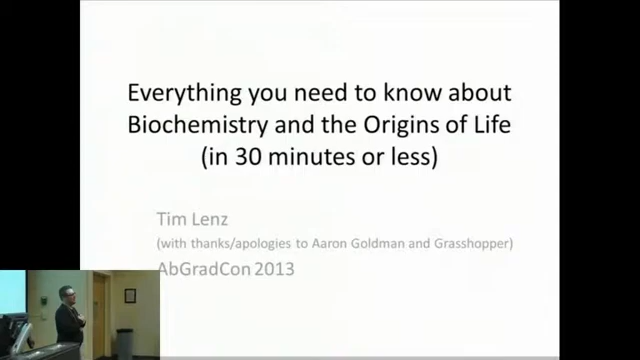 Everything you need to know about
Biochemistry and the Origins of Life
(in 30 minutes or less)
Tim Lenz
(with thanks/apologies to Aaron Goldman and Grasshopper)
AbGradCon 2013